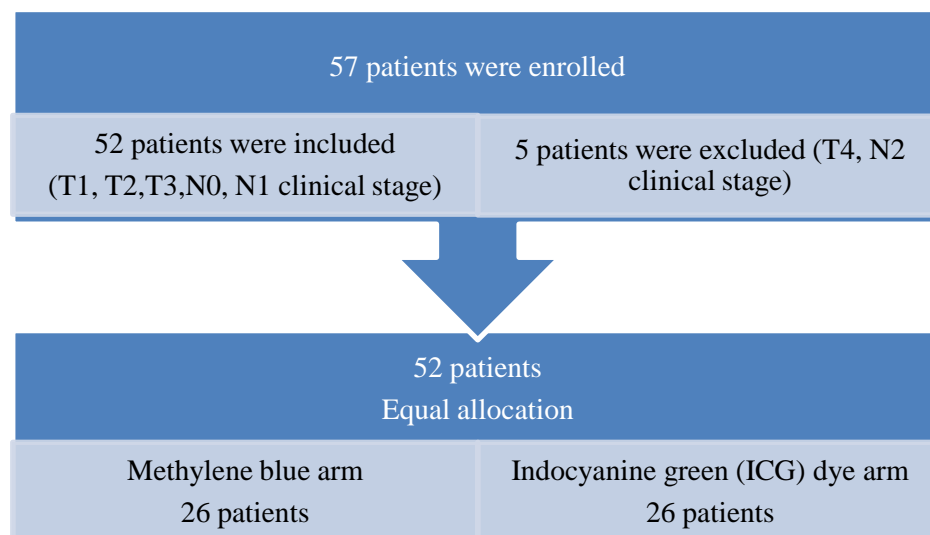 57 patients were enrolled
52 patients were included
(T1, T2,T3,N0, N1 clinical stage)
5 patients were excluded (T4, N2
clinical stage)
52 patients
Equal allocation
Methylene blue arm
26 patients
Indocyanine green (ICG) dye arm
26 patients